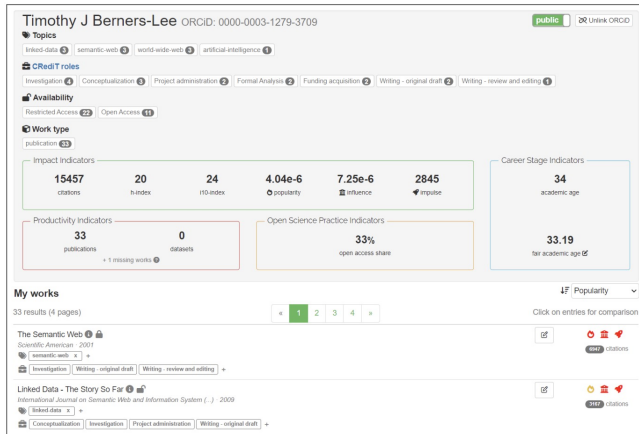 Timothy J Berners-Lee ORCiD: 0000-0003-1279-3709
public
Unlink ORCiD
Topics
linked-data 3 semantic-web 3 world-wide-web 3 artificial-intelligence 1
CRediT roles
Investigation 4 Conceptualization 3 Project administration 2 Formal Analysis 2 Funding acquisition 2 Writing - original draft 2 Writing - review and editing 1
Availability
Restricted Access 22 Open Access 11
Work type
publication 33
Impact Indicators
15457 20 24 4.04e-6 7.25e-6 2845
citations h-index i10-index popularity influence impulse
Career Stage Indicators
34
academic age
33.19
fair academic age
Productivity Indicators
33 0
publications datasets
+ 1 missing works ?
Open Science Practice Indicators
33%
open access share
My works
Popularity
33 results (4 pages)
« 1 2 3 4 »
Click on entries for comparison
The Semantic Web
Scientific American · 2001
semantic-web x +
Investigation Writing - original draft Writing - review and editing +
6947 citations
Linked Data - The Story So Far
International Journal on Semantic Web and Information System (...) · 2009
linked-data x +
Conceptualization Investigation Project administration Writing - original draft +
3167 citations